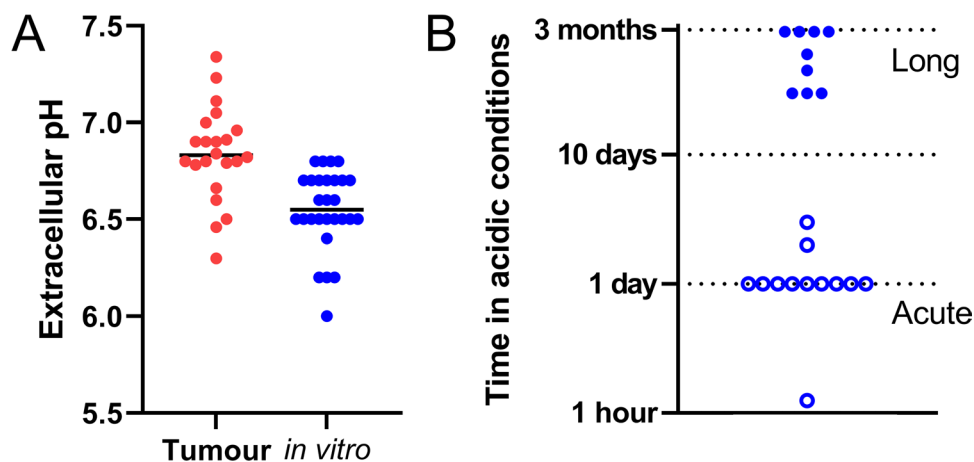 A
Extracellular pH
7.5
7.0
6.5
6.0
5.5
Tumour in vitro
B
Time in acidic conditions
3 months
10 days
1 day
1 hour
Long
Acute